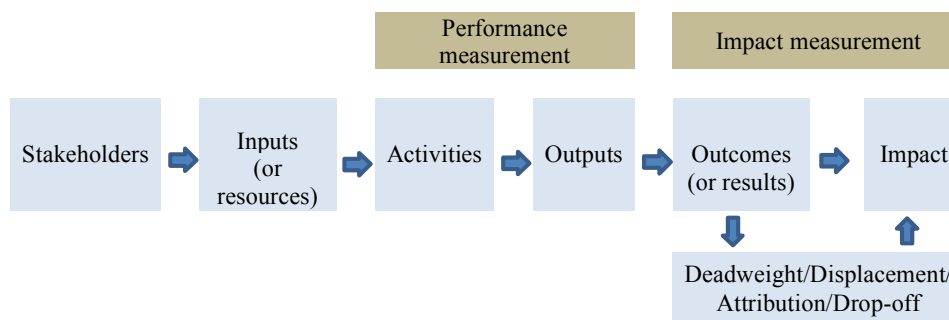 Performance
measurement
Impact measurement
Stakeholders
Inputs
(or
resources)
Activities
Outputs
Outcomes
(or results)
Impact
Deadweight/Displacement/
Attribution/Drop-off